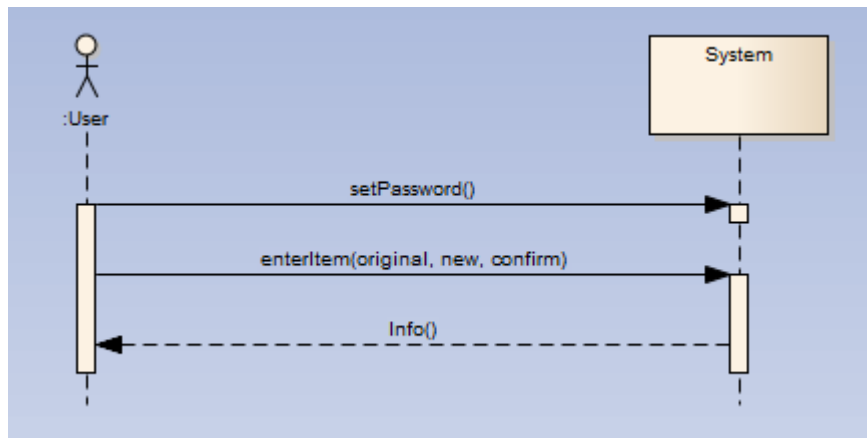 System
:User
setPassword()
enterItem(original, new, confirm)
Info()